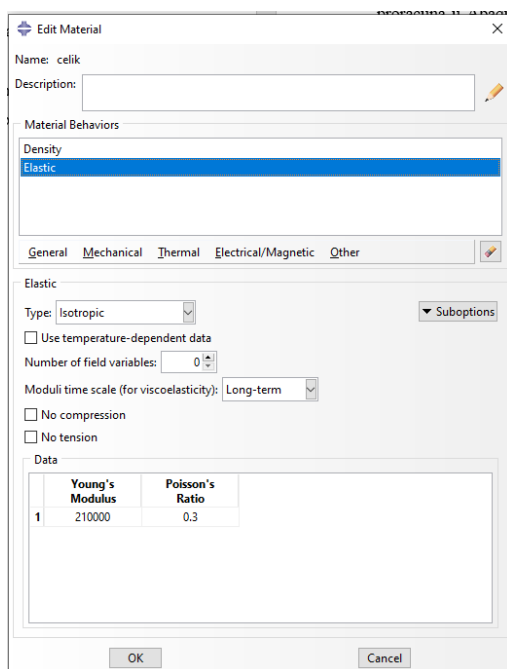 proracuna u Abaqu
Edit Material
Name: celik
Description:
Material Behaviors
Density
Elastic
General Mechanical Thermal Electrical/Magnetic Other
Elastic
Type: Isotropic
Suboptions
Use temperature-dependent data
Number of field variables: 0
Moduli time scale (for viscoelasticity): Long-term
No compression
No tension
Data
Young's Modulus
Poisson's Ratio
1 210000 0.3
OK Cancel